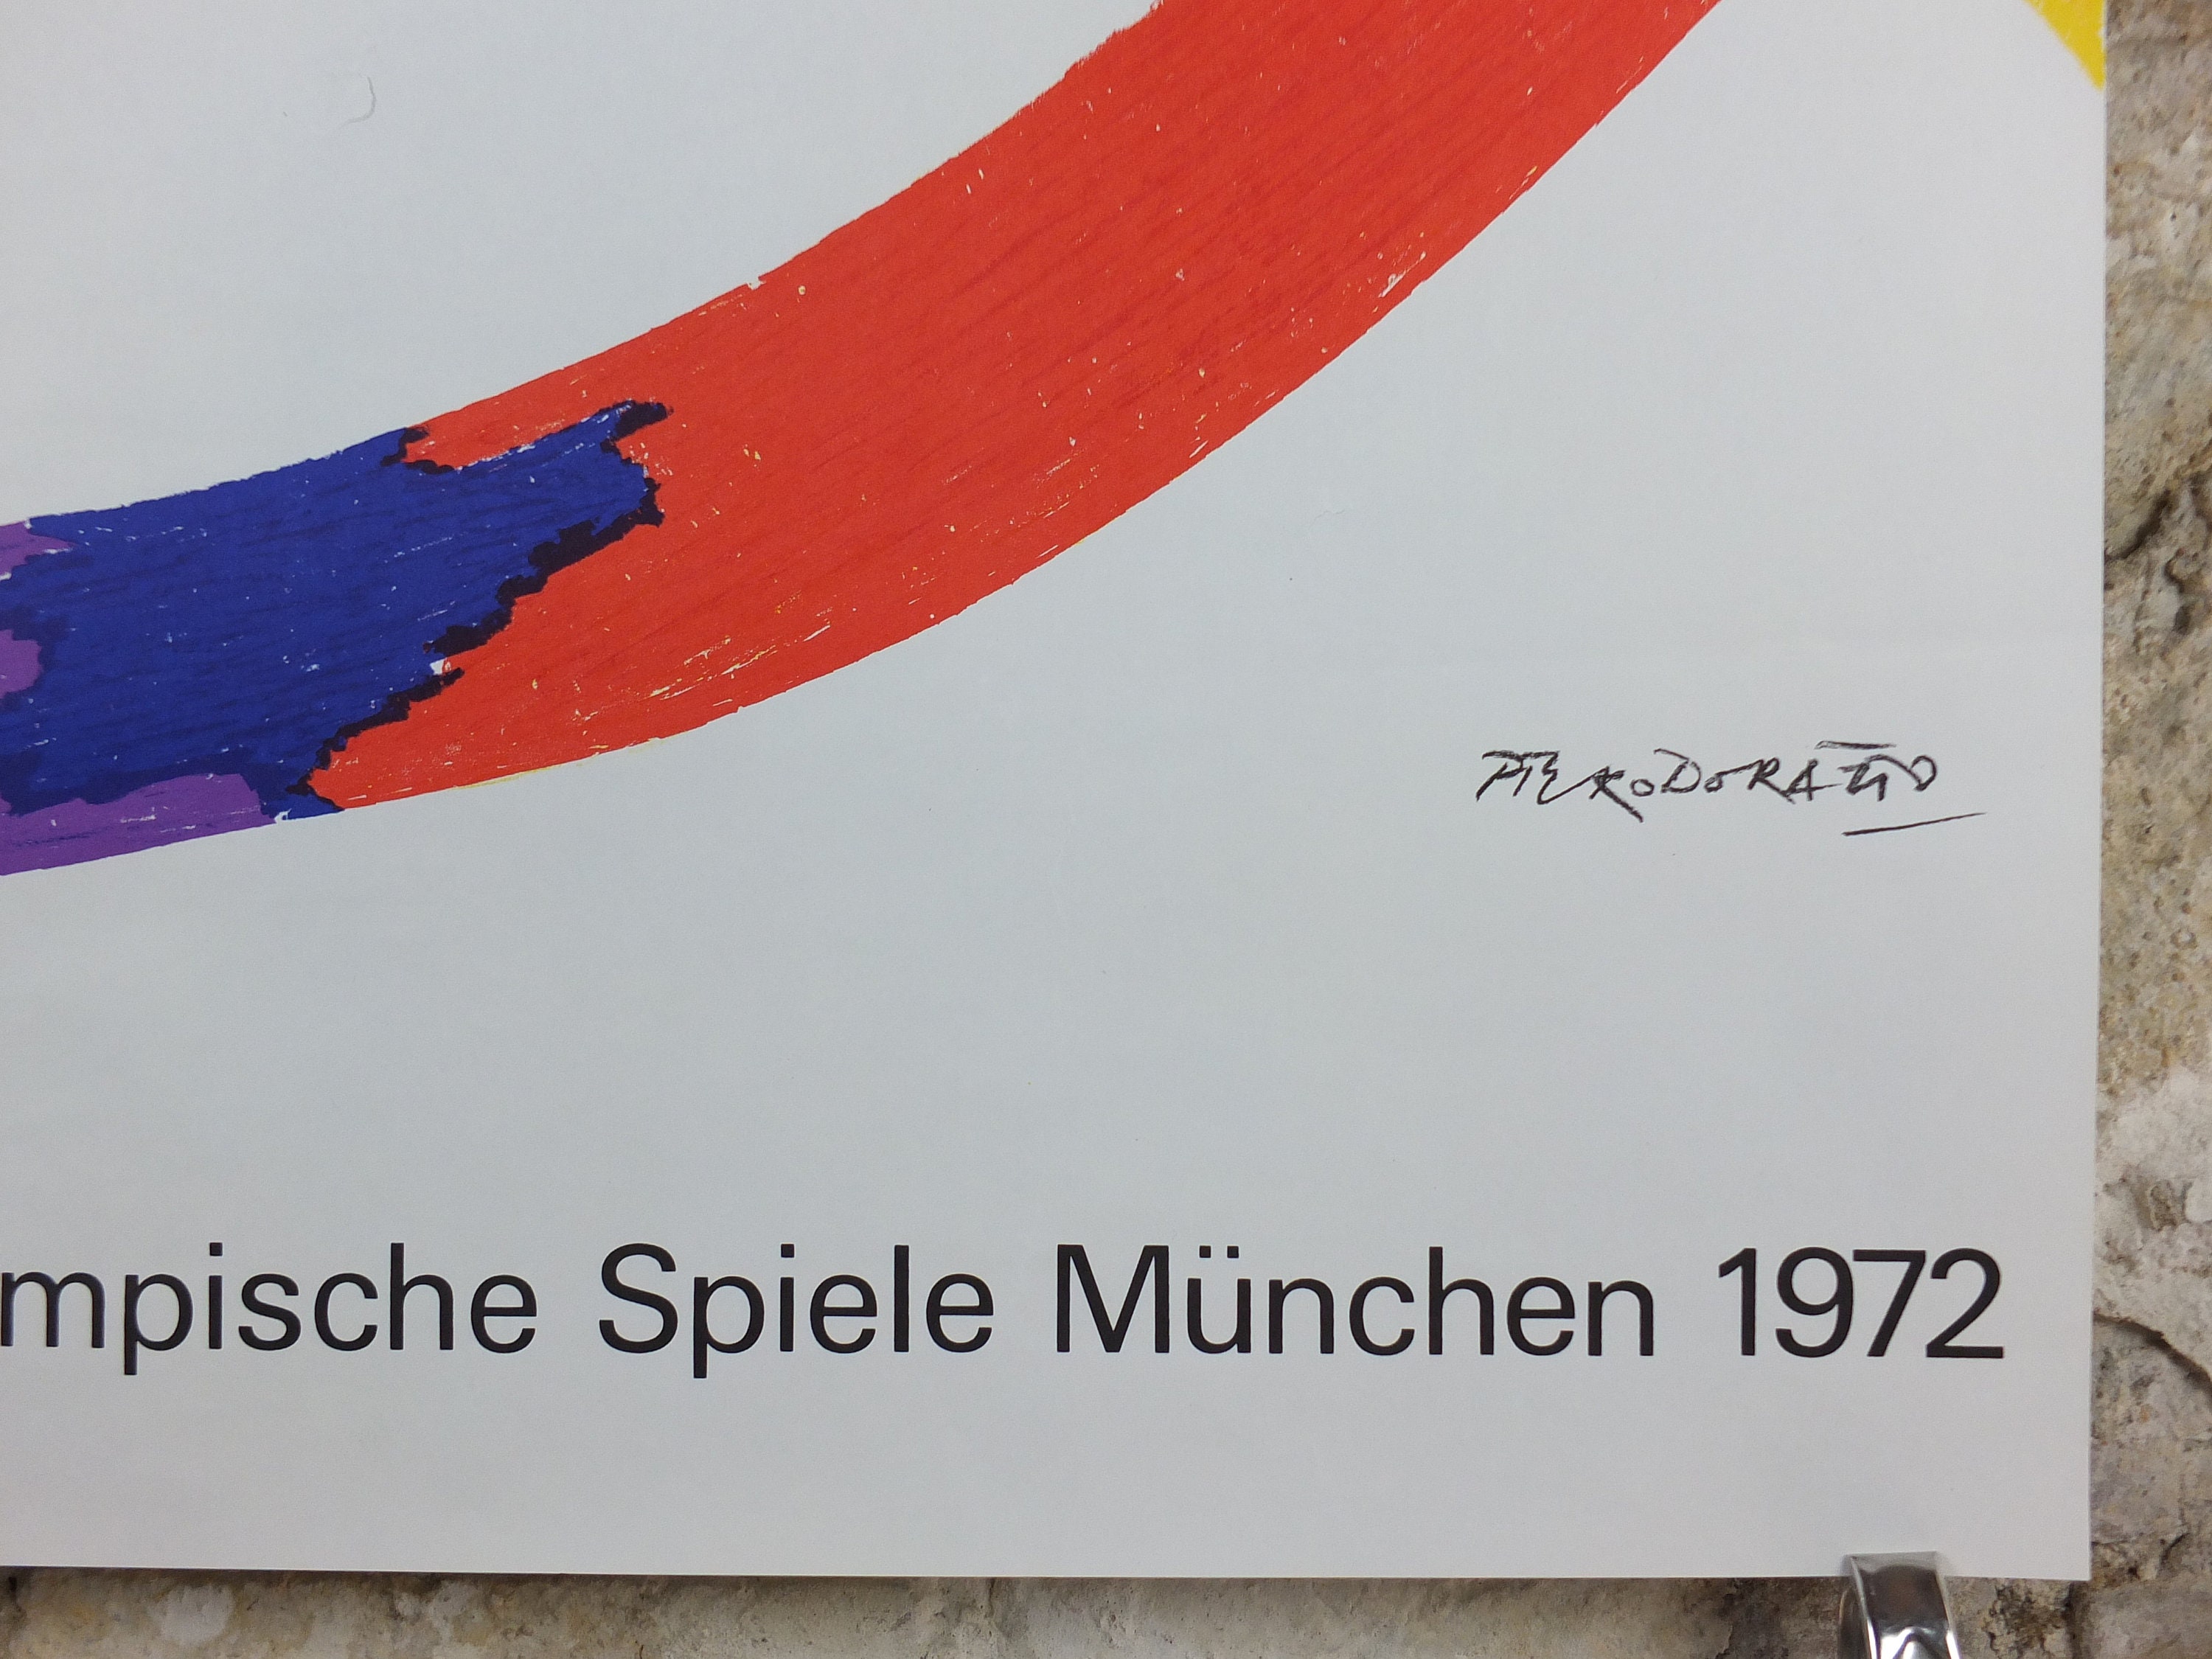 PIERO DORAZIO
mpische Spiele München 1972